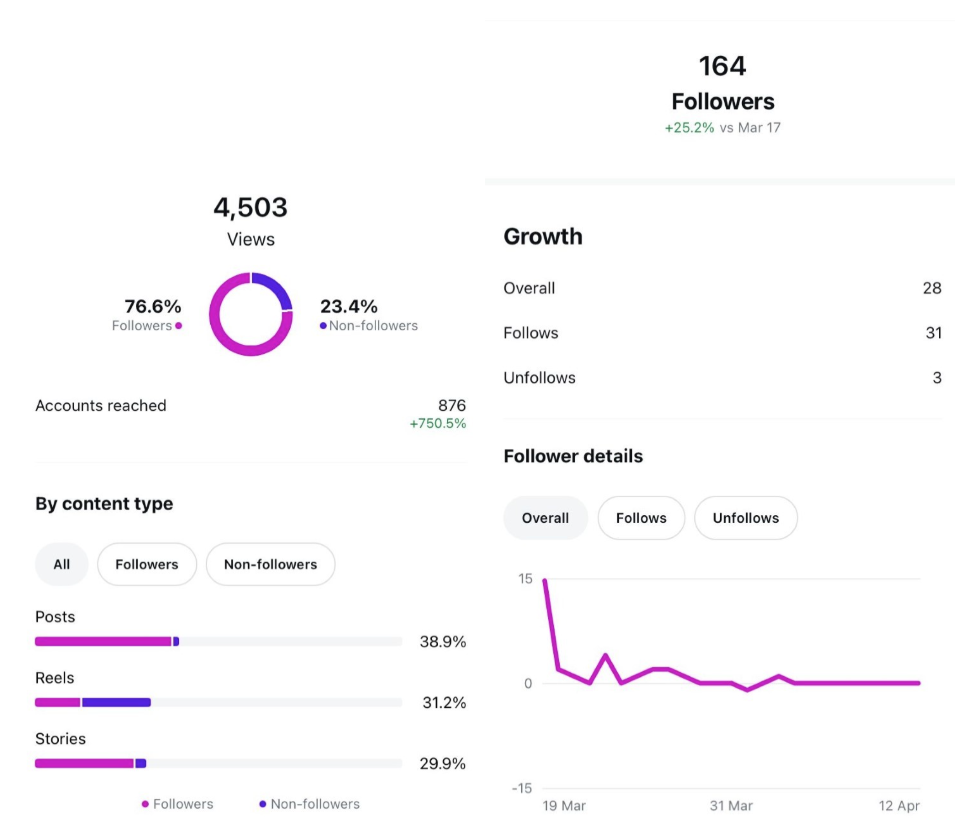 4,503
Views
76.6%
Followers
23.4%
Non-followers
Accounts reached 876
+750.5%
By content type
All Followers Non-followers
Posts
38.9%
Reels
31.2%
Stories
29.9%
Followers Non-followers
164
Followers
+25.2% vs Mar 17
Growth
Overall 28
Follows 31
Unfollows 3
Follower details
Overall Follows Unfollows
15
0
-15
19 Mar 31 Mar 12 Apr